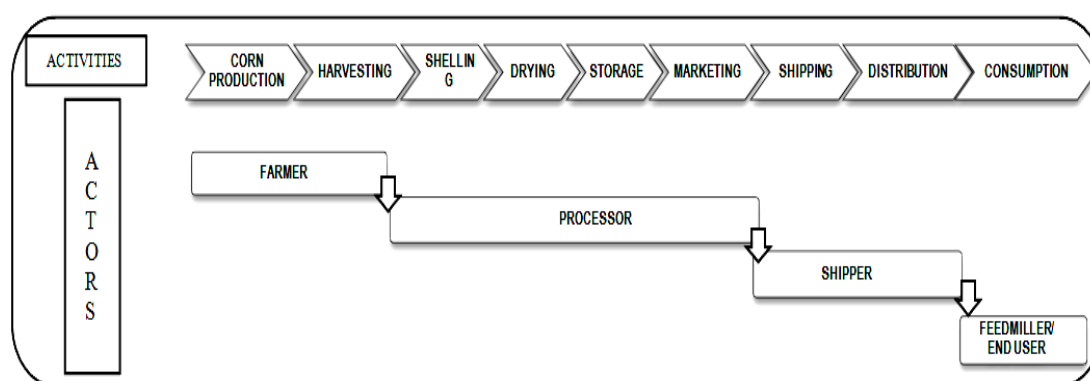 ACTIVITIES
CORN
PRODUCTION
HARVESTING
SHELLIN
G
DRYING
STORAGE
MARKETING
SHIPPING
DISTRIBUTION
CONSUMPTION
A
C
T
O
R
S
FARMER
PROCESSOR
SHIPPER
FEEDMILLER/
END USER